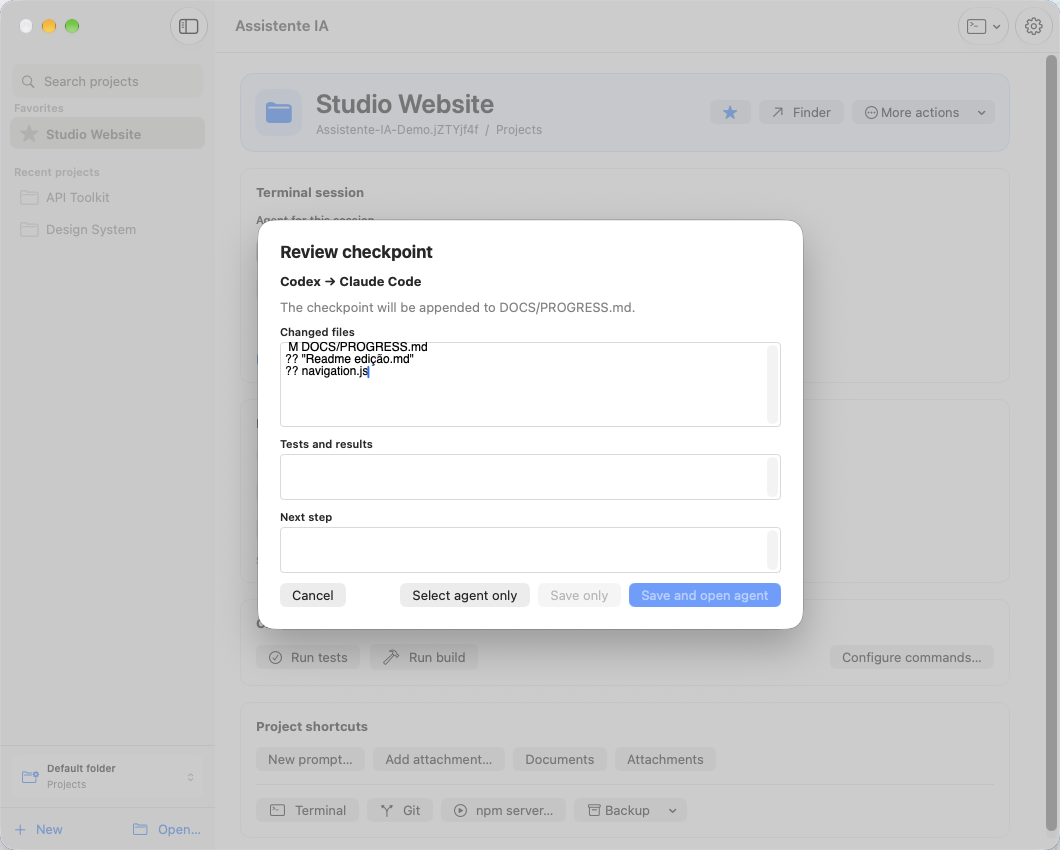 Assistente IA
Search projects
Favorites
Studio Website
Recent projects
API Toolkit
Design System
Studio Website
Assistente-IA-Demo.jZTYjf4f / Projects
Finder
More actions
Terminal session
Agent for this session
Review checkpoint
Codex → Claude Code
The checkpoint will be appended to DOCS/PROGRESS.md.
Changed files
M DOCS/PROGRESS.md
?? "Readme edição.md"
?? navigation.js
Tests and results
Next step
Cancel
Select agent only
Save only
Save and open agent
Run tests
Run build
Configure commands...
Project shortcuts
New prompt...
Add attachment...
Documents
Attachments
Terminal
Git
npm server...
Backup
Default folder
Projects
New
Open...